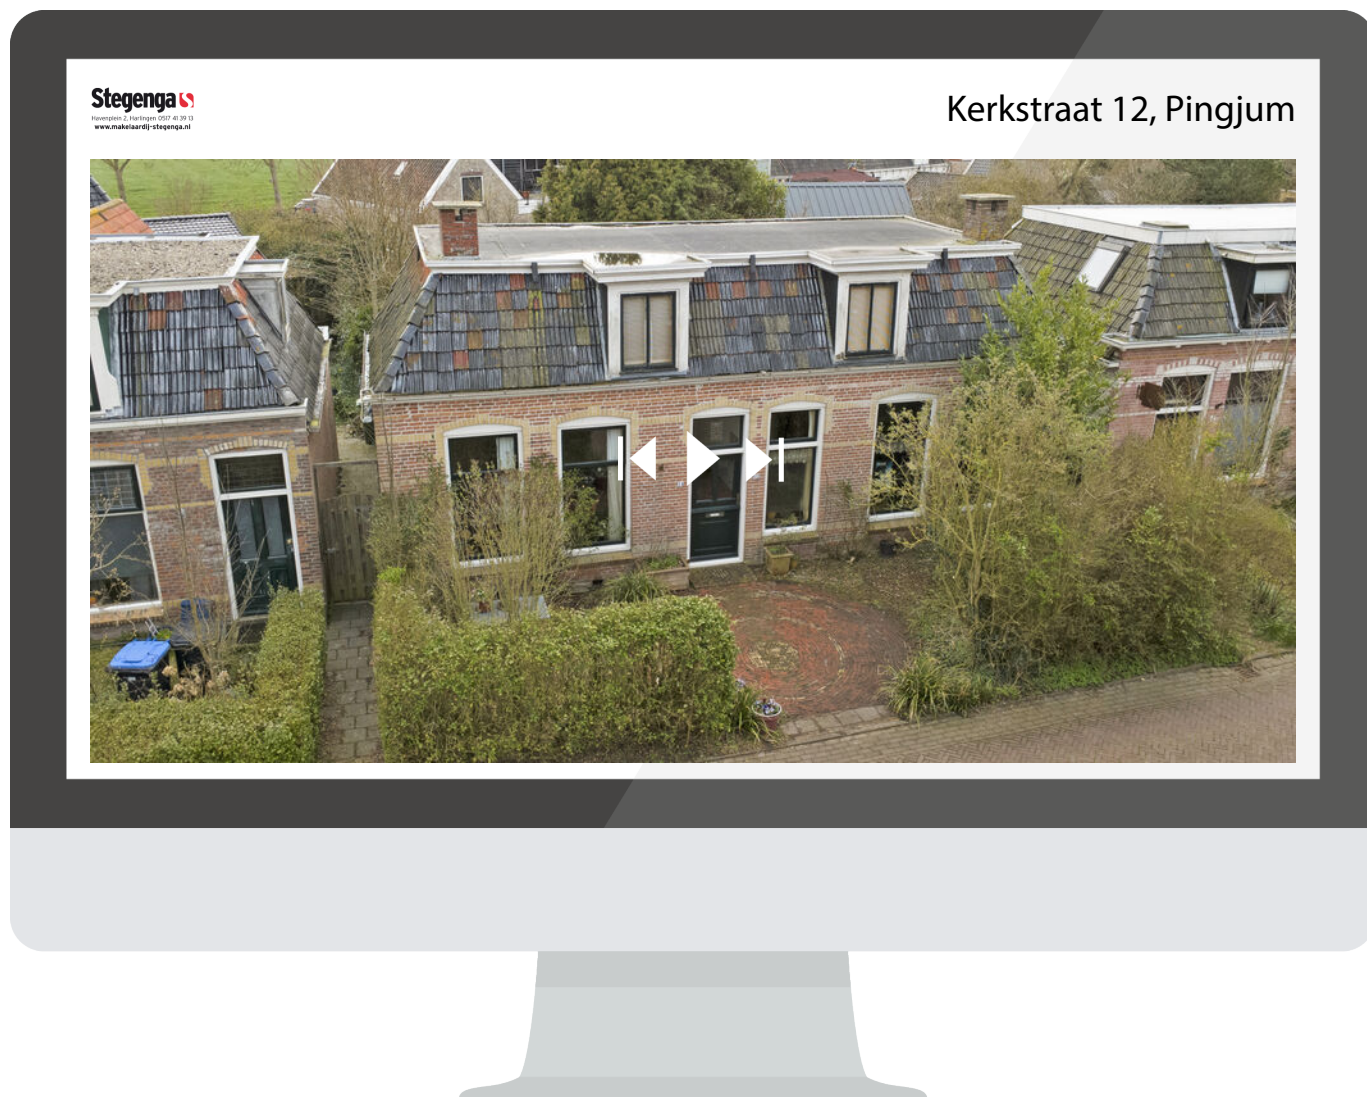 Stegenga
Havenplein 2, Harlingen 0517 41 39 13
www.makelaardij-stegenga.nl
Kerkstraat 12, Pingjum